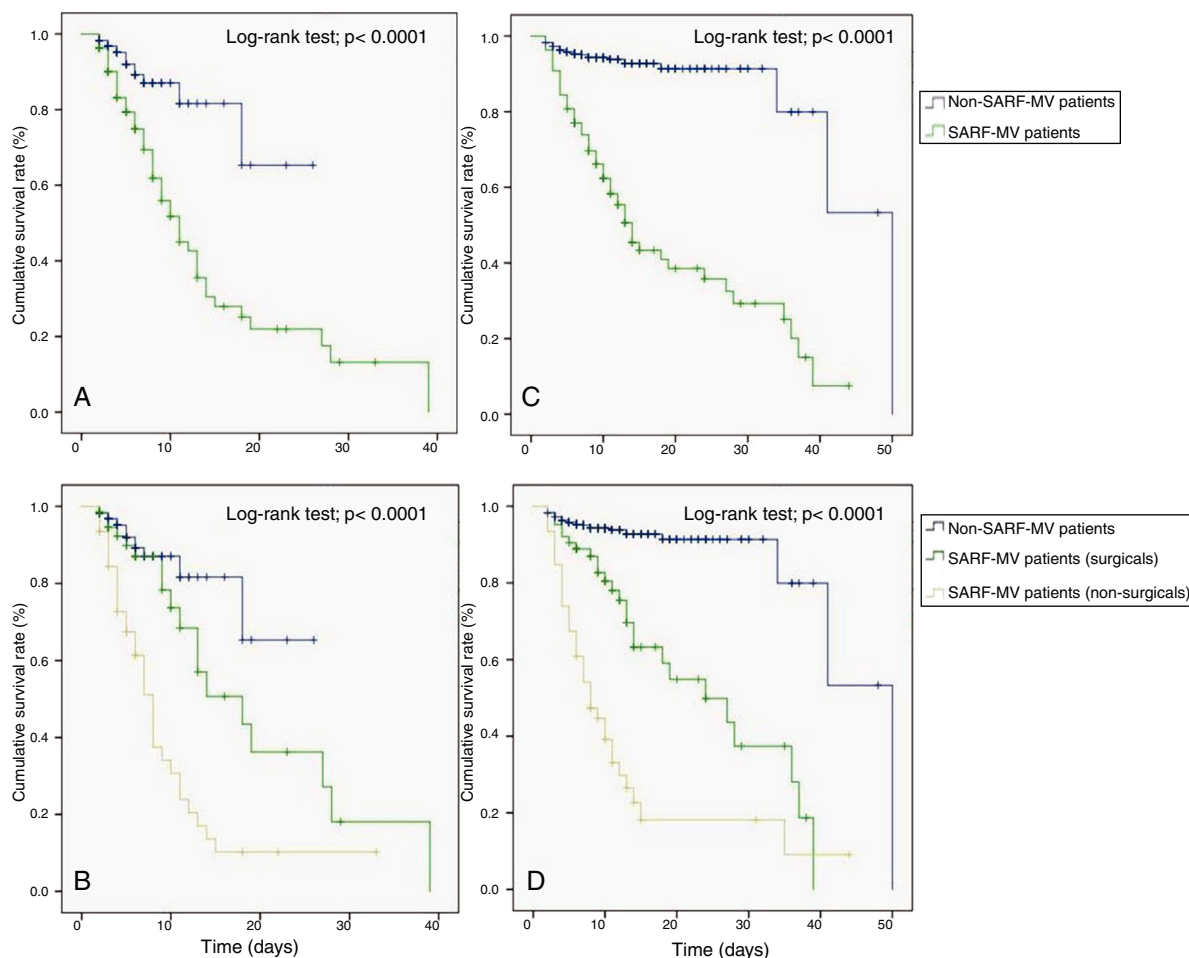 Log-rank test; p< 0.0001
Cumulative survival rate (%)
1.0
0.8
0.6
0.4
0.2
0.0
A
0
10
20
30
40
Log-rank test; p< 0.0001
Cumulative survival rate (%)
1.0
0.8
0.6
0.4
0.2
0.0
C
0
10
20
30
40
50
Non-SARF-MV patients
SARF-MV patients
Log-rank test; p< 0.0001
Cumulative survival rate (%)
1.0
0.8
0.6
0.4
0.2
0.0
B
0
10
20
30
40
Time (days)
Log-rank test; p< 0.0001
Cumulative survival rate (%)
1.0
0.8
0.6
0.4
0.2
0.0
D
0
10
20
30
40
50
Time (days)
Non-SARF-MV patients
SARF-MV patients (surgicals)
SARF-MV patients (non-surgicals)